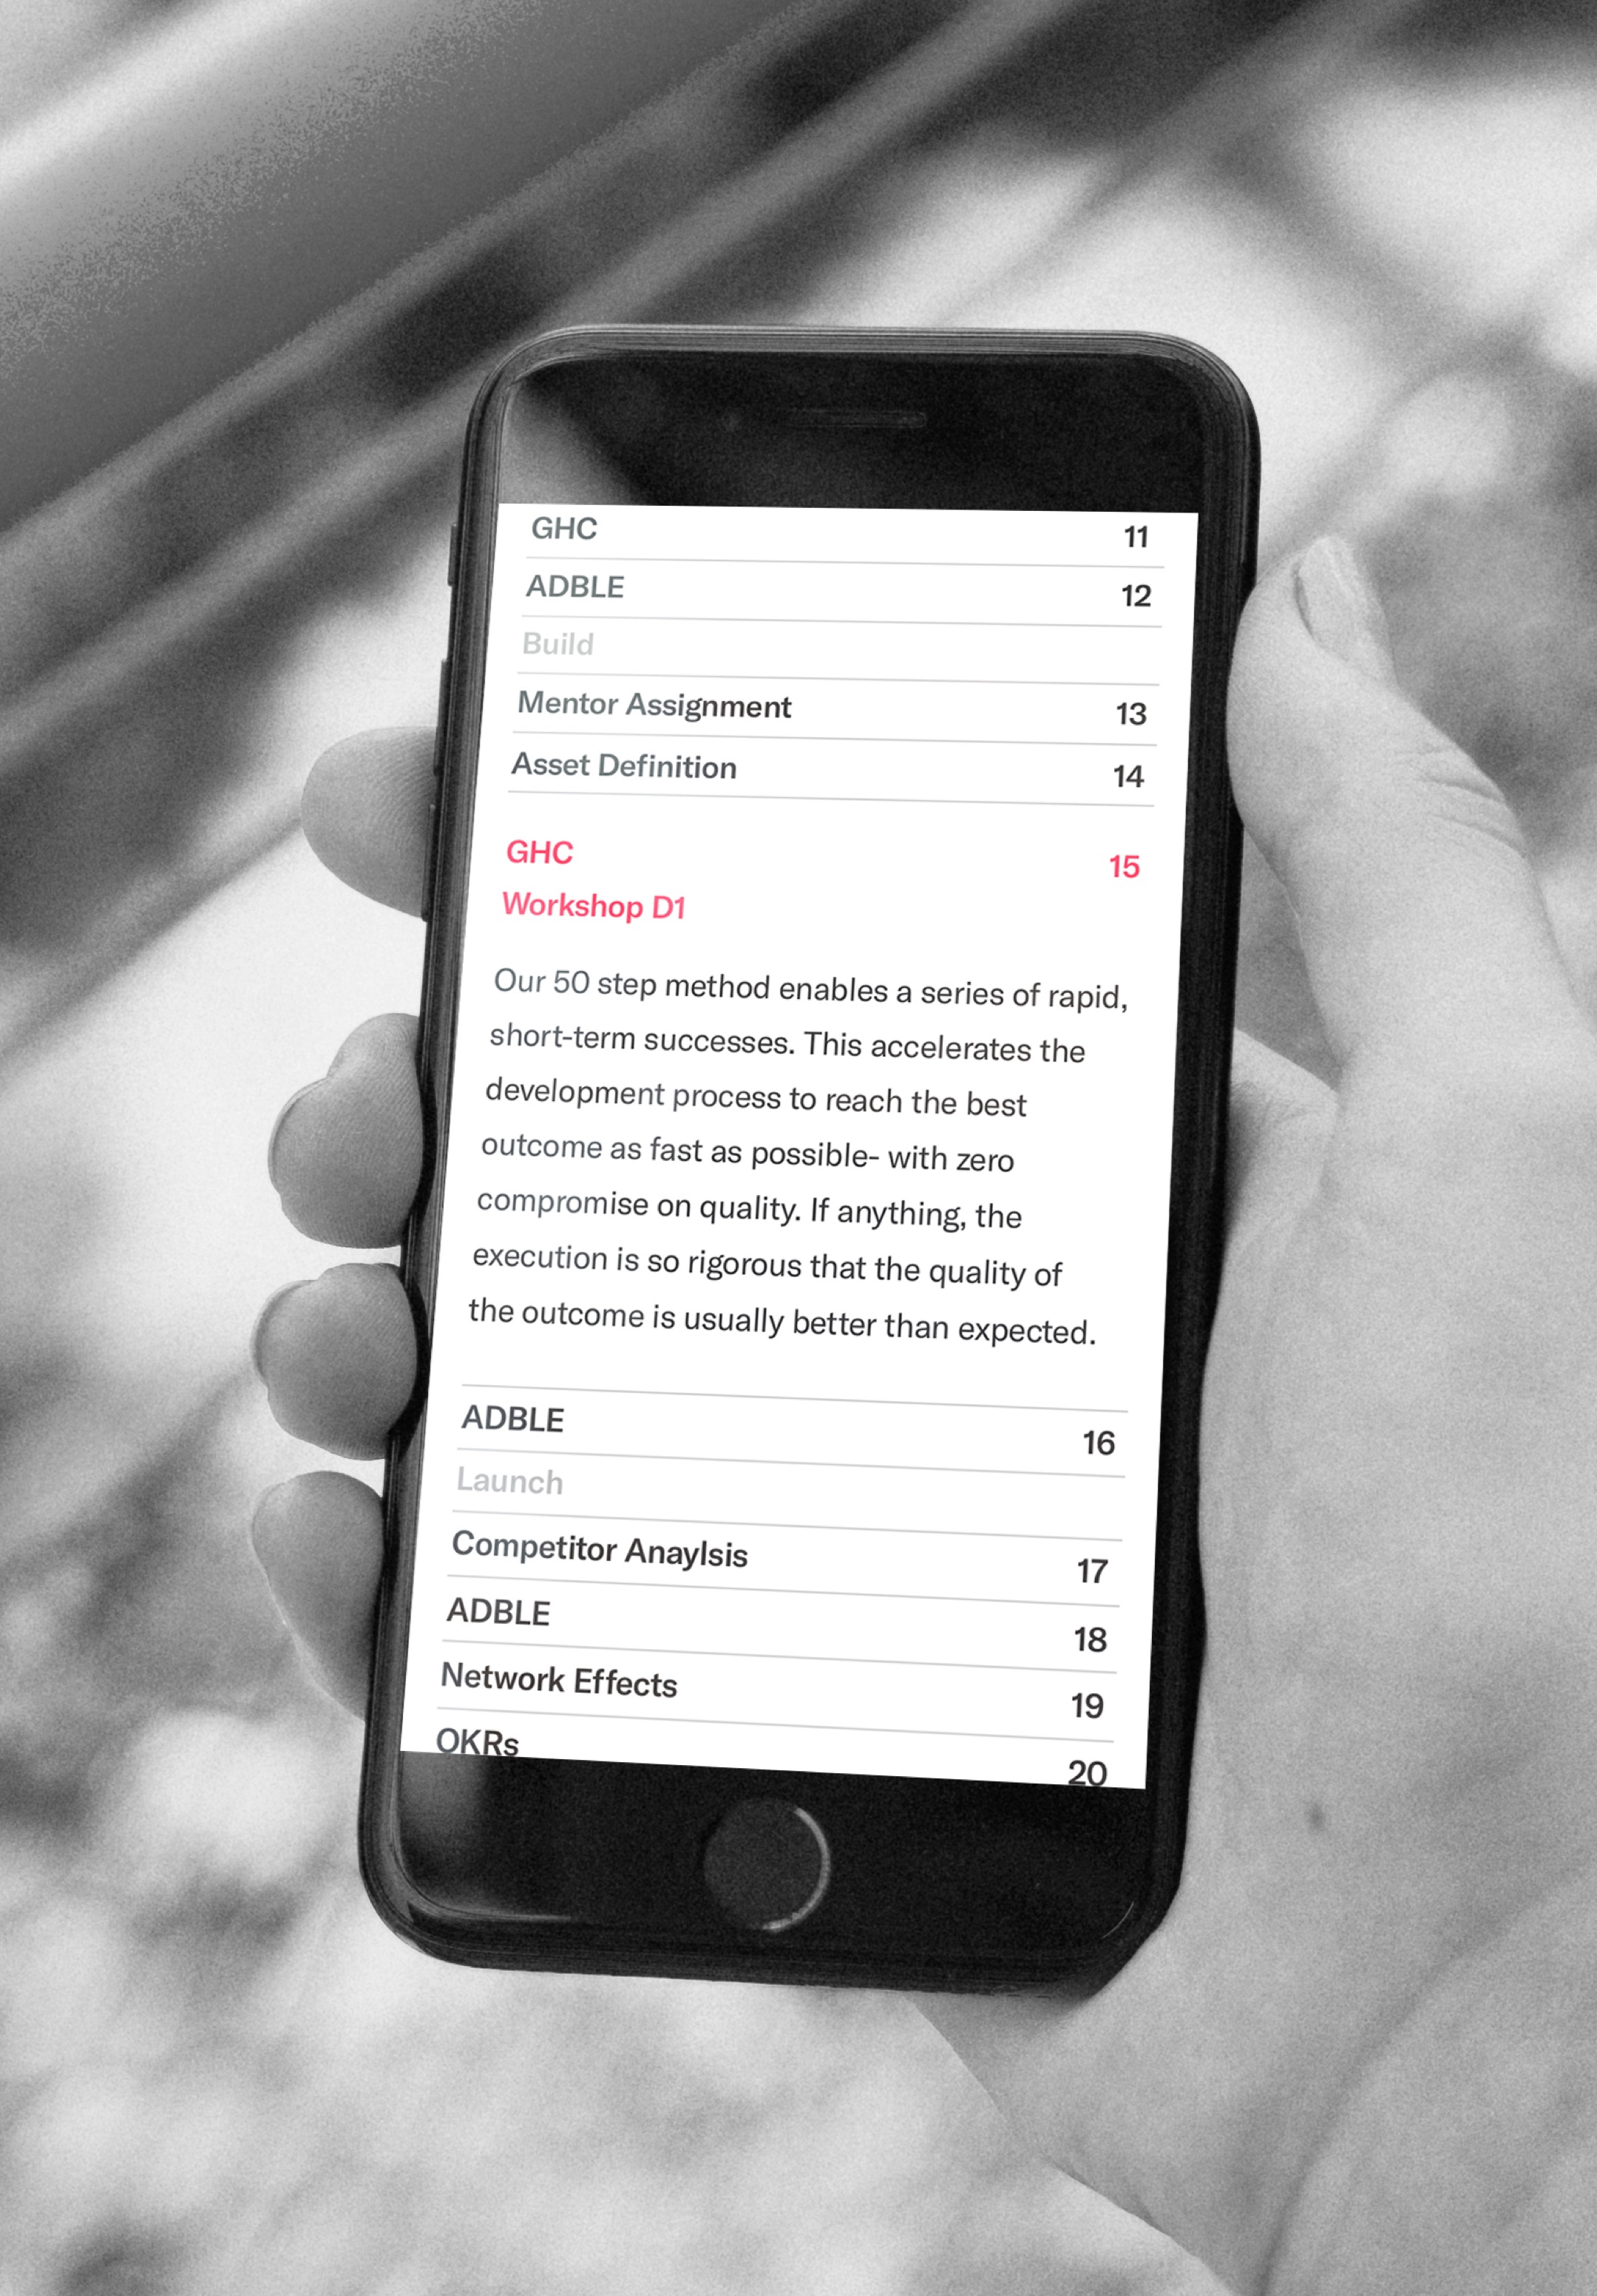 GHC 11
ADBLE 12
Build
Mentor Assignment 13
Asset Definition 14
GHC 15
Workshop D1
Our 50 step method enables a series of rapid,
short-term successes. This accelerates the
development process to reach the best
outcome as fast as possible- with zero
compromise on quality. If anything, the
execution is so rigorous that the quality of
the outcome is usually better than expected.
ADBLE 16
Launch
Competitor Anaylsis 17
ADBLE 18
Network Effects 19
OKRs 20